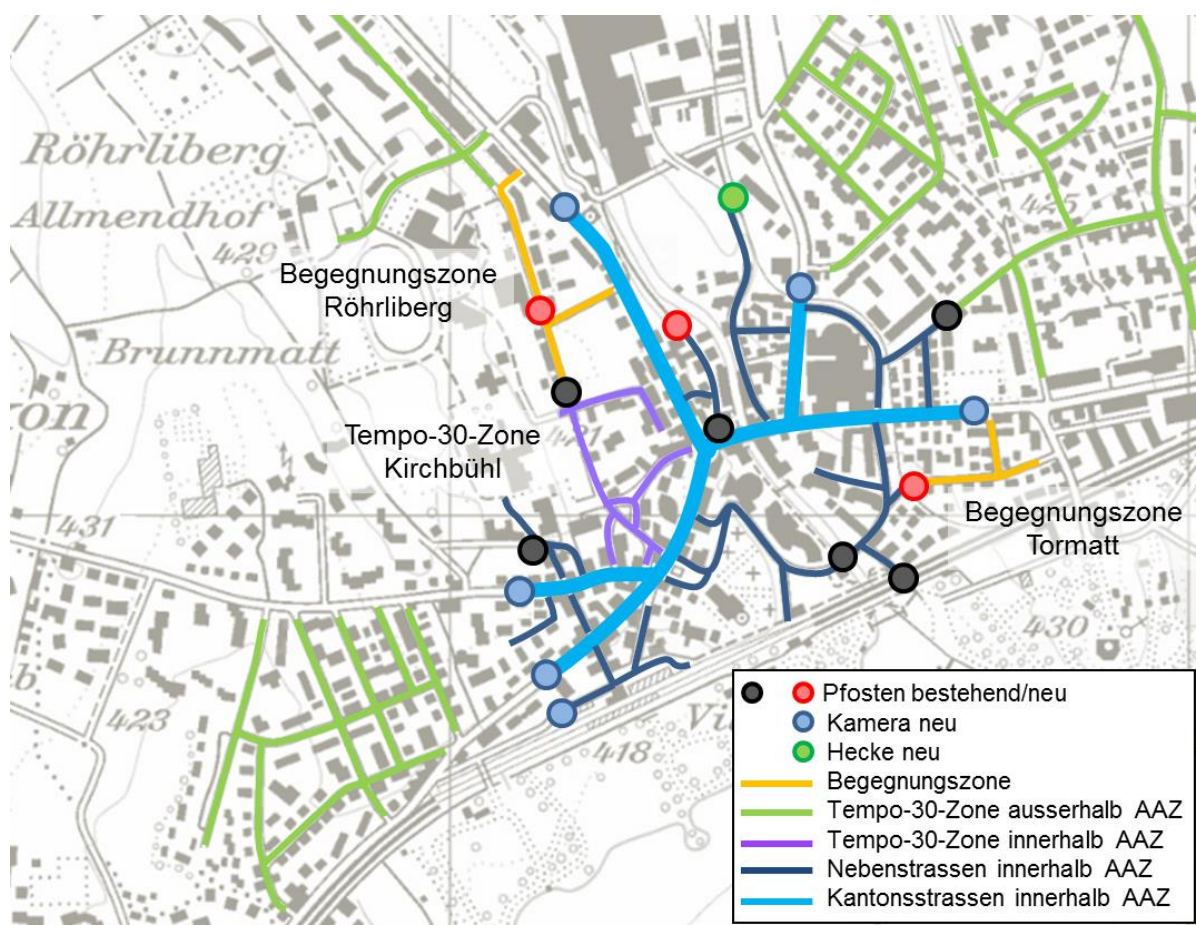 Röhrliberg
Allmendhof
429
Begegnungszone
Röhrliberg
Brunnmatt
425
421
Tempo-30-Zone
Kirchbühl
431
Begegnungszone
Tormatt
430
423
418
Pfosten bestehend/neu
Kamera neu
Hecke neu
Begegnungszone
Tempo-30-Zone ausserhalb AAZ
Tempo-30-Zone innerhalb AAZ
Nebenstrassen innerhalb AAZ
Kantonsstrassen innerhalb AAZ